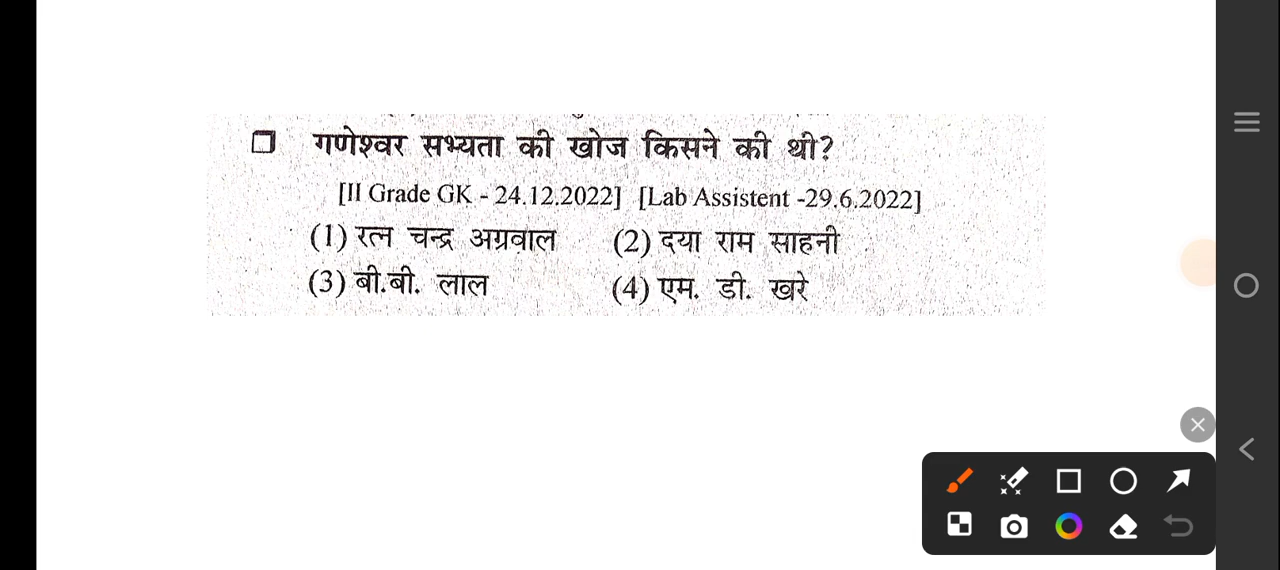 गणेश्वर सभ्यता की खोज किसने की थी?
[II Grade GK - 24.12.2022] [Lab Assistent -29.6.2022]
(1) रत्न चन्द्र अग्रवाल (2) दया राम साहनी
(3) बी.बी. लाल (4) एम. डी. खरे